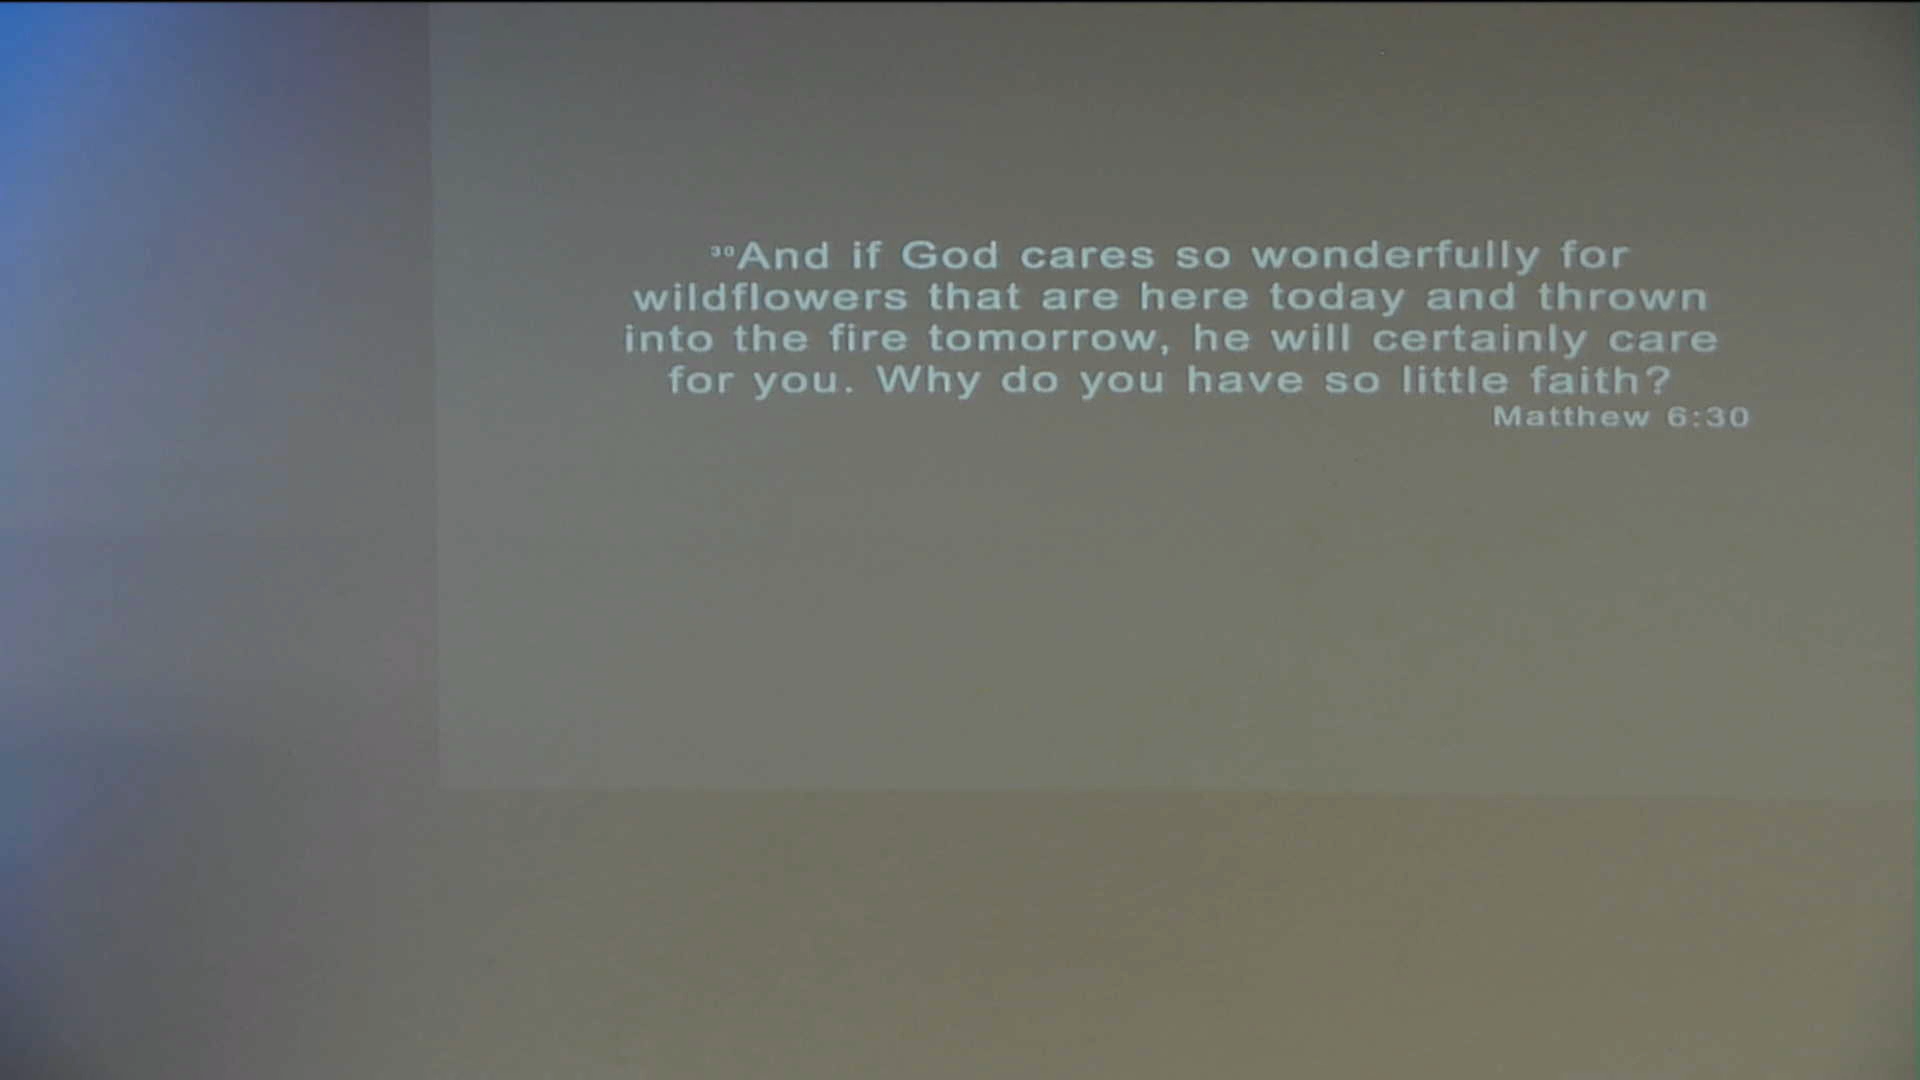 ³⁰And if God cares so wonderfully for
wildflowers that are here today and thrown
into the fire tomorrow, he will certainly care
for you. Why do you have so little faith?
Matthew 6:30